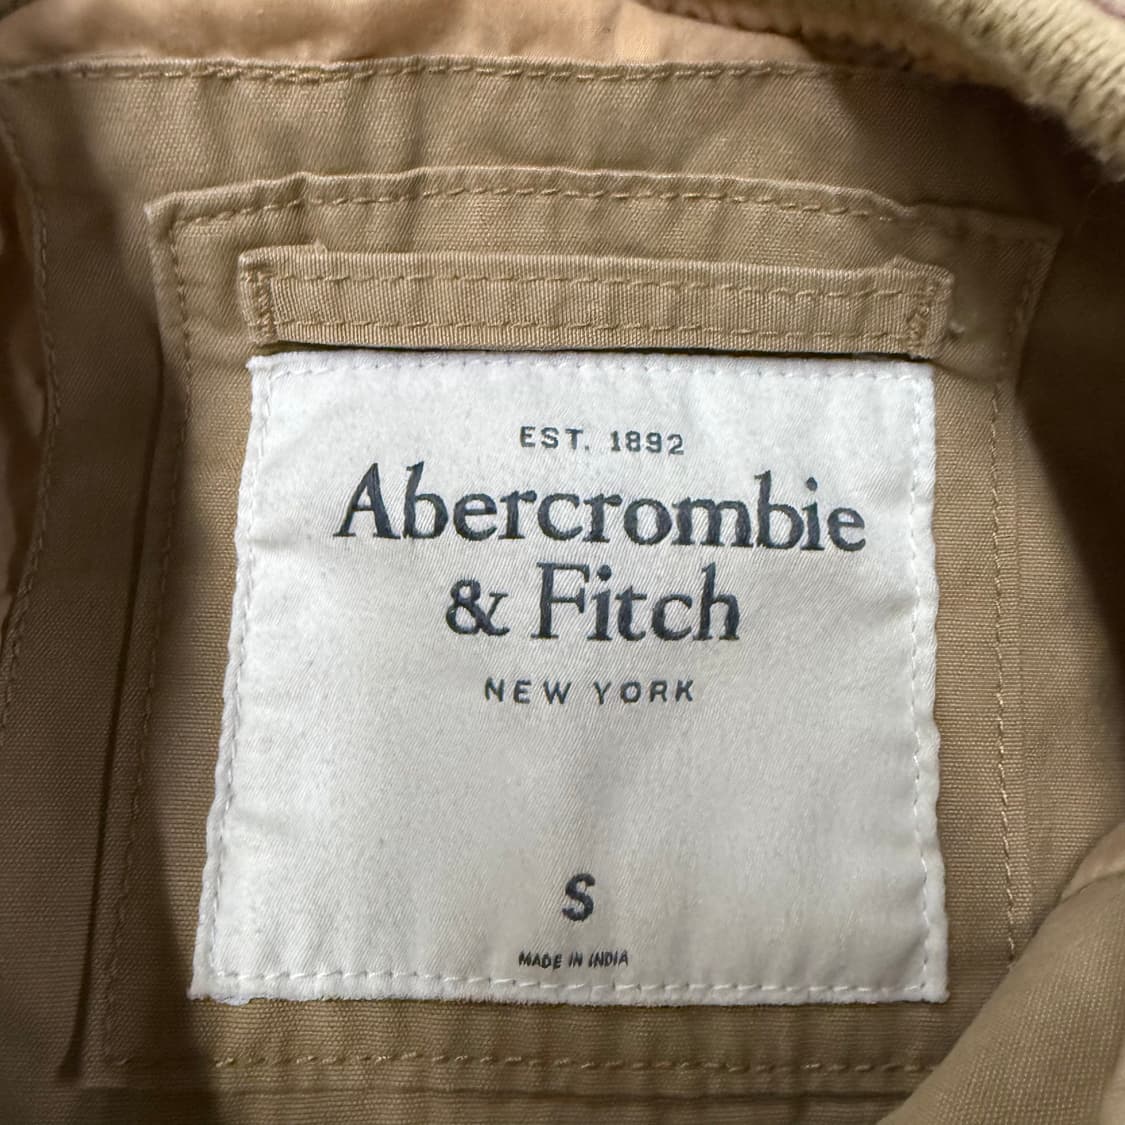 EST. 1892
Abercrombie
& Fitch
NEW YORK
S
MADE IN INDIA